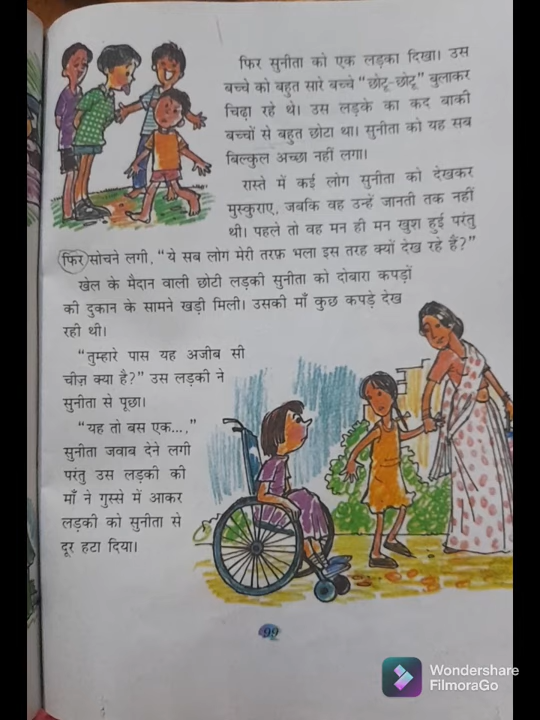 फिर सुनीता को एक लड़का दिखा। उस
बच्चे को बहुत सारे बच्चे “छोटू-छोटू” बुलाकर
चिढ़ा रहे थे। उस लड़के का कद बाकी
बच्चों से बहुत छोटा था। सुनीता को यह सब
बिल्कुल अच्छा नहीं लगा।
रास्ते में कई लोग सुनीता को देखकर
मुस्कुराए, जबकि वह उन्हें जानती तक नहीं
थी। पहले तो वह मन ही मन खुश हुई परंतु
फिर सोचने लगी, “ये सब लोग मेरी तरफ़ भला इस तरह क्यों देख रहे हैं?”
खेल के मैदान वाली छोटी लड़की सुनीता को दोबारा कपड़ों
की दुकान के सामने खड़ी मिली। उसकी माँ कुछ कपड़े देख
रही थी।
“तुम्हारे पास यह अजीब सी
चीज़ क्या है?” उस लड़की ने
सुनीता से पूछा।
“यह तो बस एक...,”
सुनीता जवाब देने लगी
परंतु उस लड़की की
माँ ने गुस्से में आकर
लड़की को सुनीता से
दूर हटा दिया।
99
Wondershare
FilmoraGo